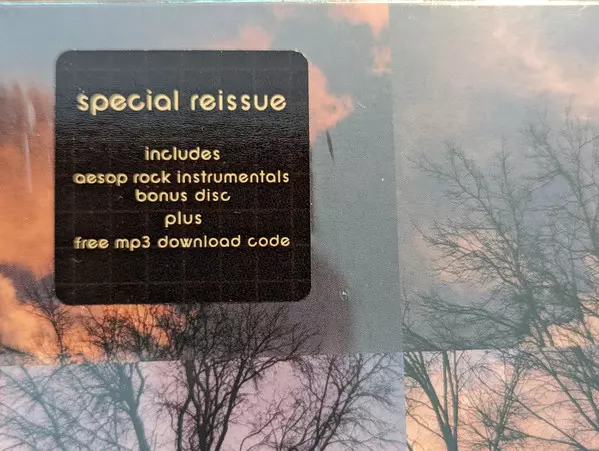 special reissue
includes
aesop rock instrumentals
bonus disc
plus
free mp3 download code